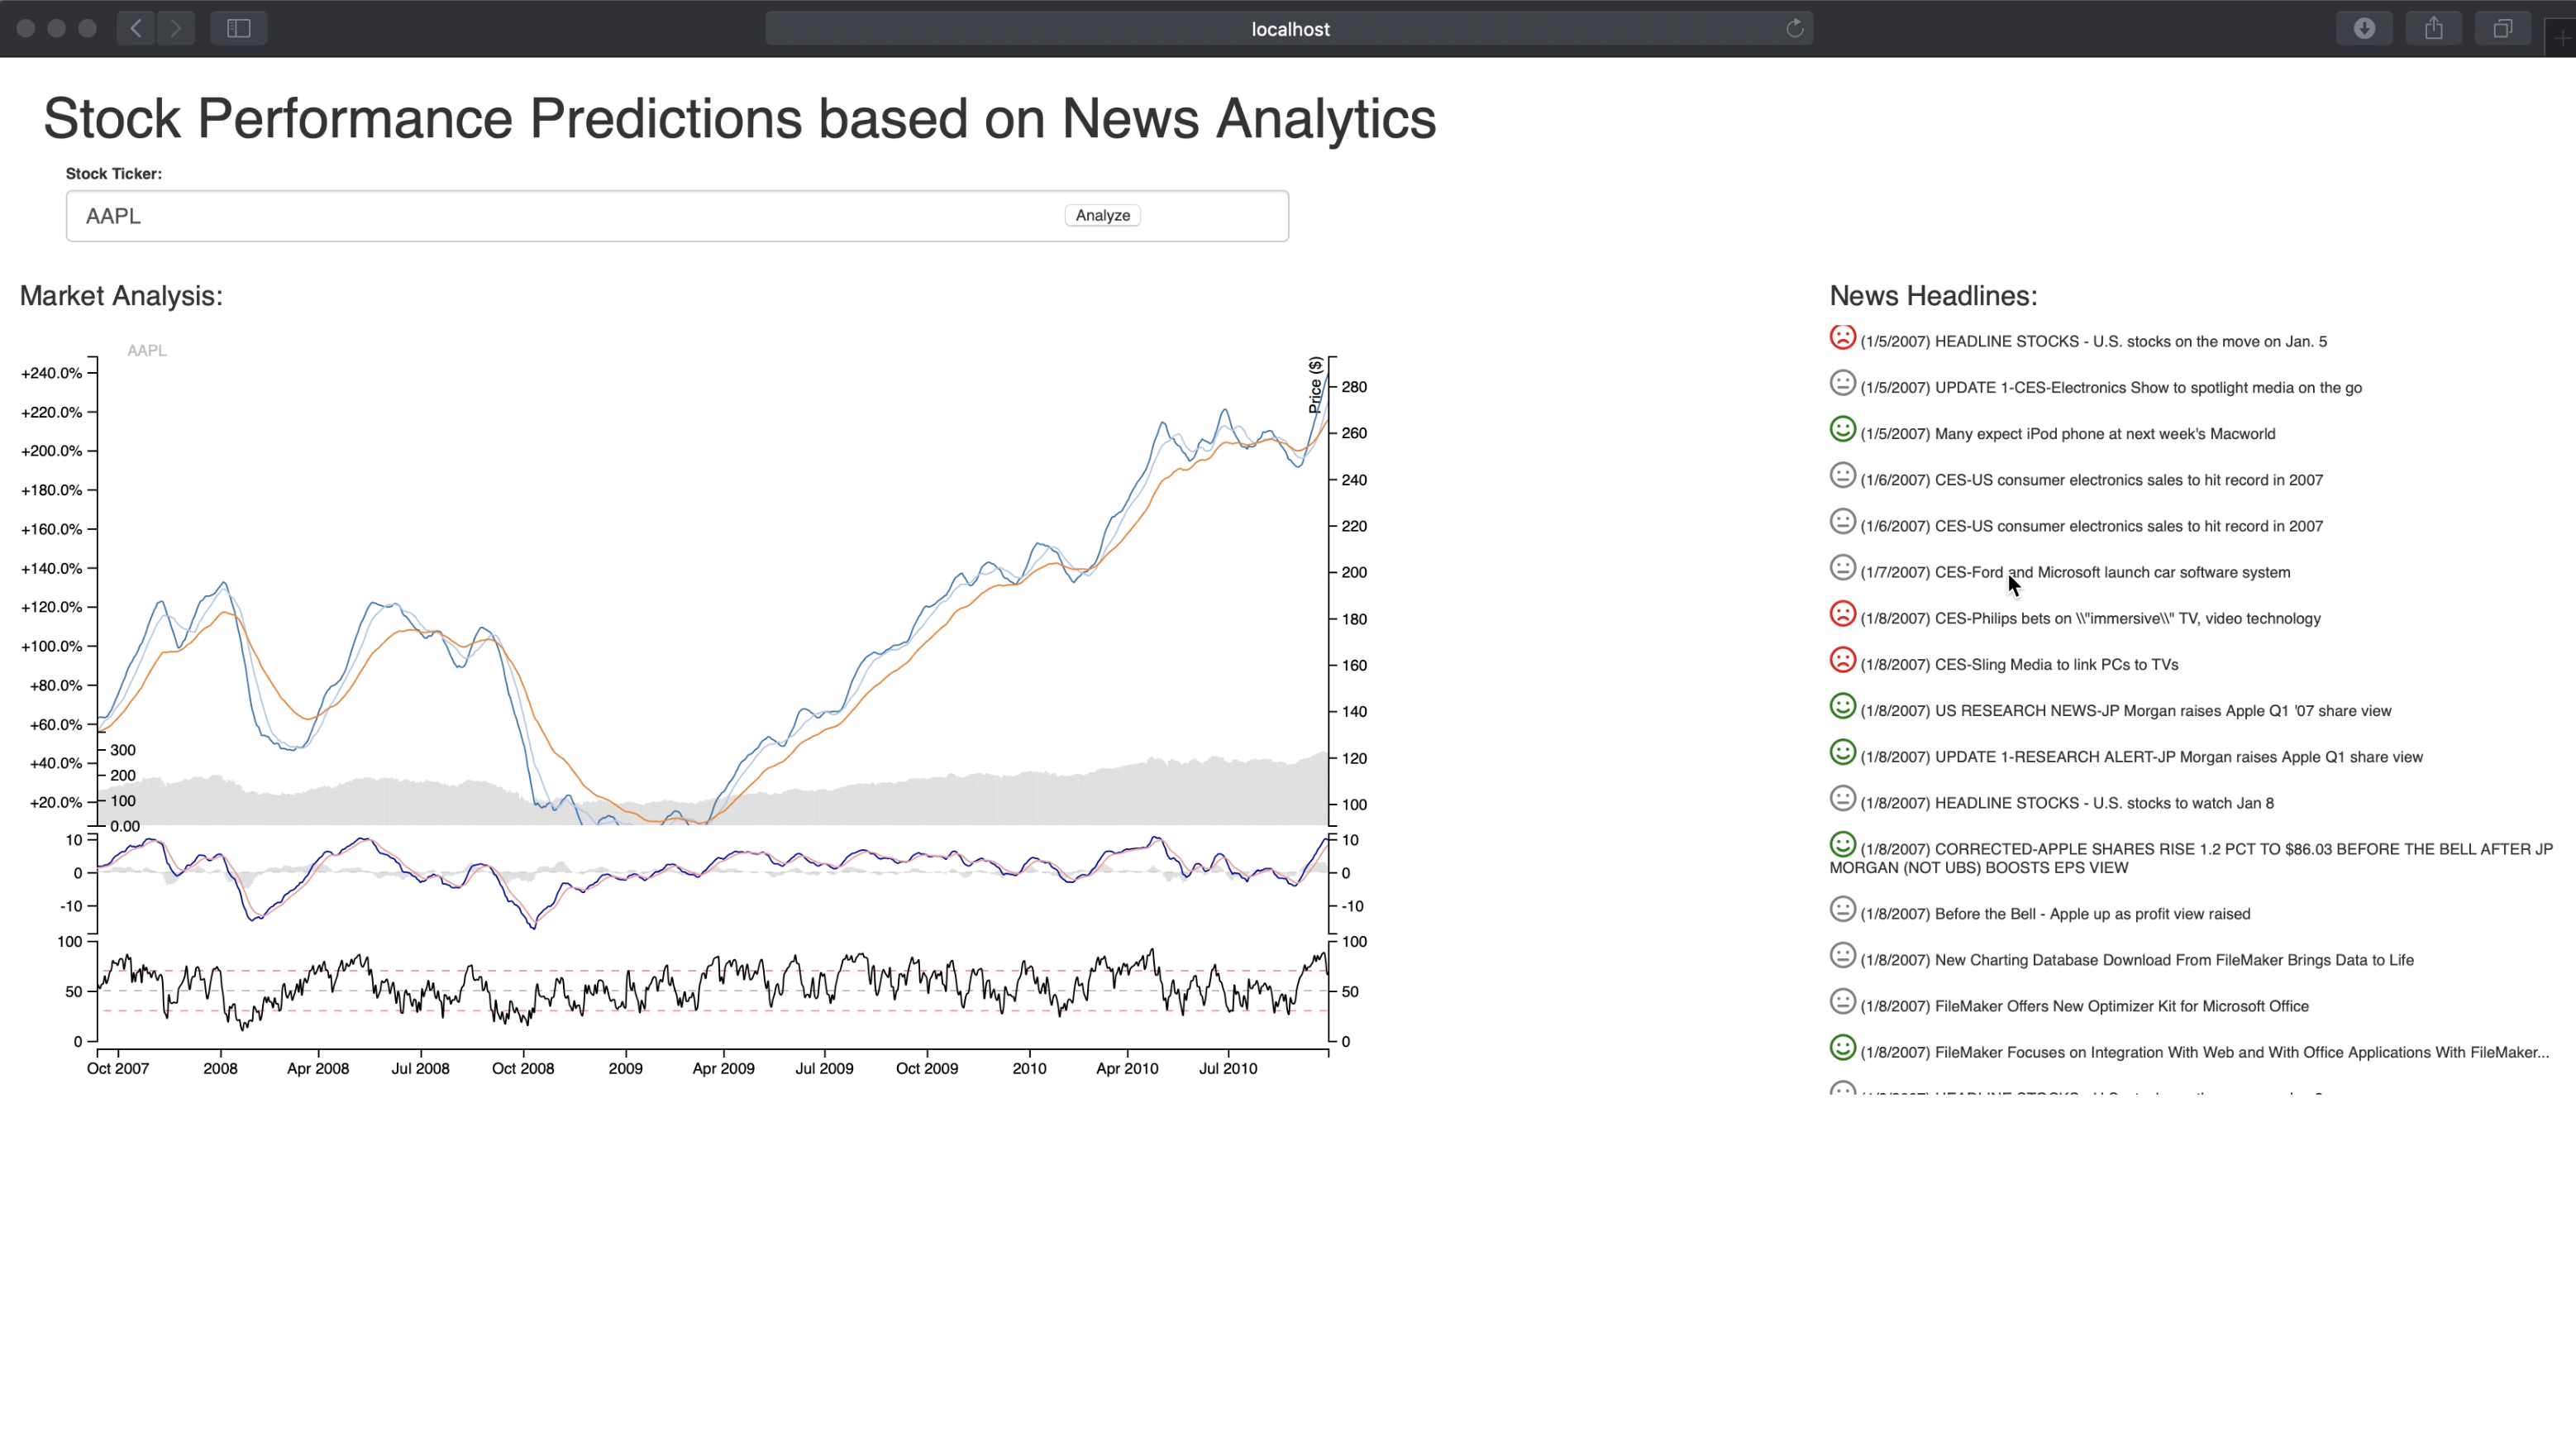 localhost
Stock Performance Predictions based on News Analytics
Stock Ticker:
AAPL
Analyze
Market Analysis:
AAPL
+240.0%
+220.0%
+200.0%
+180.0%
+160.0%
+140.0%
+120.0%
+100.0%
+80.0%
+60.0%
+40.0%
+20.0%
300
200
100
0.00
Price ($)
280
260
240
220
200
180
160
140
120
100
10
0
-10
10
0
-10
100
50
0
100
50
0
Oct 2007 2008 Apr 2008 Jul 2008 Oct 2008 2009 Apr 2009 Jul 2009 Oct 2009 2010 Apr 2010 Jul 2010
News Headlines:
(1/5/2007) HEADLINE STOCKS - U.S. stocks on the move on Jan. 5
(1/5/2007) UPDATE 1-CES-Electronics Show to spotlight media on the go
(1/5/2007) Many expect iPod phone at next week's Macworld
(1/6/2007) CES-US consumer electronics sales to hit record in 2007
(1/6/2007) CES-US consumer electronics sales to hit record in 2007
(1/7/2007) CES-Ford and Microsoft launch car software system
(1/8/2007) CES-Philips bets on \\"immersive\\" TV, video technology
(1/8/2007) CES-Sling Media to link PCs to TVs
(1/8/2007) US RESEARCH NEWS-JP Morgan raises Apple Q1 '07 share view
(1/8/2007) UPDATE 1-RESEARCH ALERT-JP Morgan raises Apple Q1 share view
(1/8/2007) HEADLINE STOCKS - U.S. stocks to watch Jan 8
(1/8/2007) CORRECTED-APPLE SHARES RISE 1.2 PCT TO $86.03 BEFORE THE BELL AFTER JP
MORGAN (NOT UBS) BOOSTS EPS VIEW
(1/8/2007) Before the Bell - Apple up as profit view raised
(1/8/2007) New Charting Database Download From FileMaker Brings Data to Life
(1/8/2007) FileMaker Offers New Optimizer Kit for Microsoft Office
(1/8/2007) FileMaker Focuses on Integration With Web and With Office Applications With FileMaker...